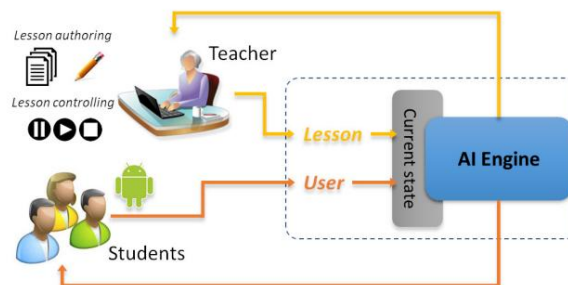 Lesson authoring
Teacher
Lesson controlling
Lesson
User
Current state
AI Engine
Students